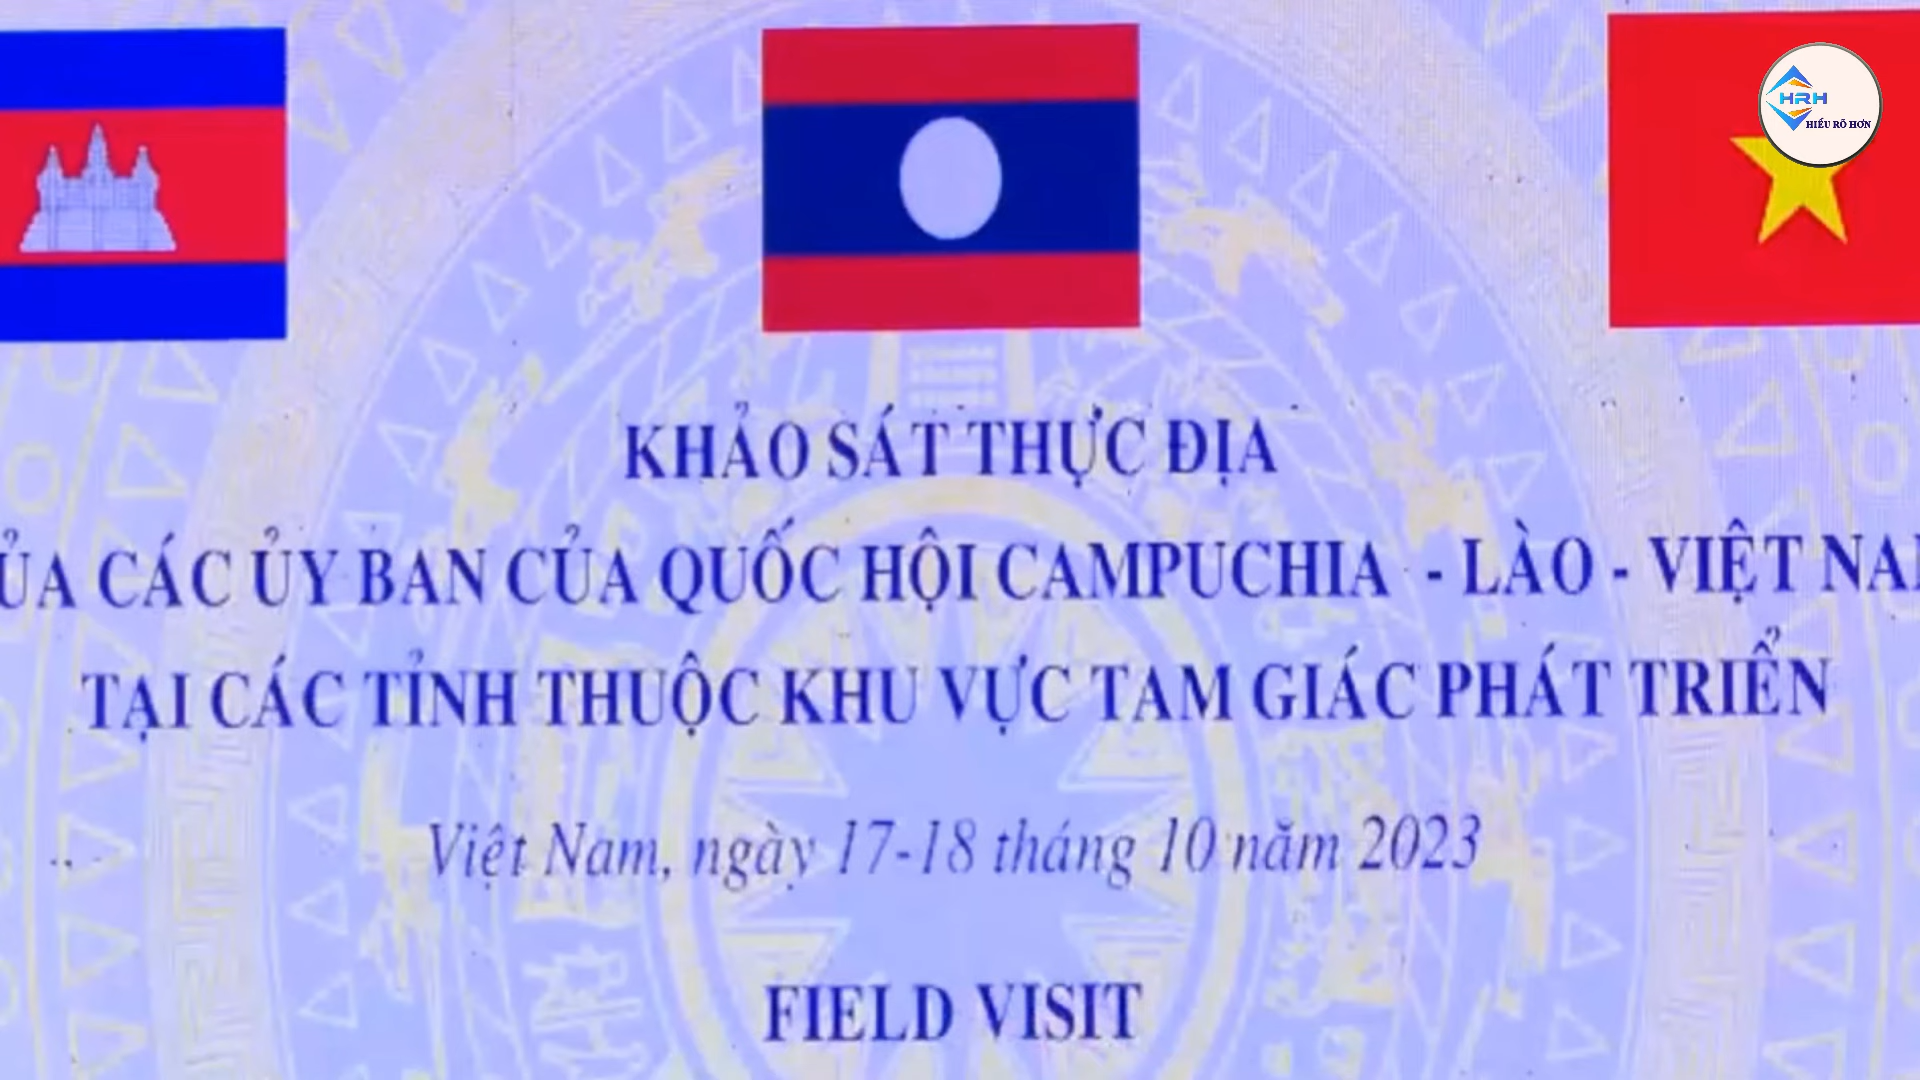 HRH
HIỂU RÕ HƠN
KHẢO SÁT THỰC ĐỊA
CÁC ỦY BAN CỦA QUỐC HỘI CAMPUCHIA - LÀO - VIỆT
TẠI CÁC TỈNH THUỘC KHU VỰC TAM GIÁC PHÁT TRIỂN
Việt Nam, ngày 17-18 tháng 10 năm 2023
FIELD VISIT